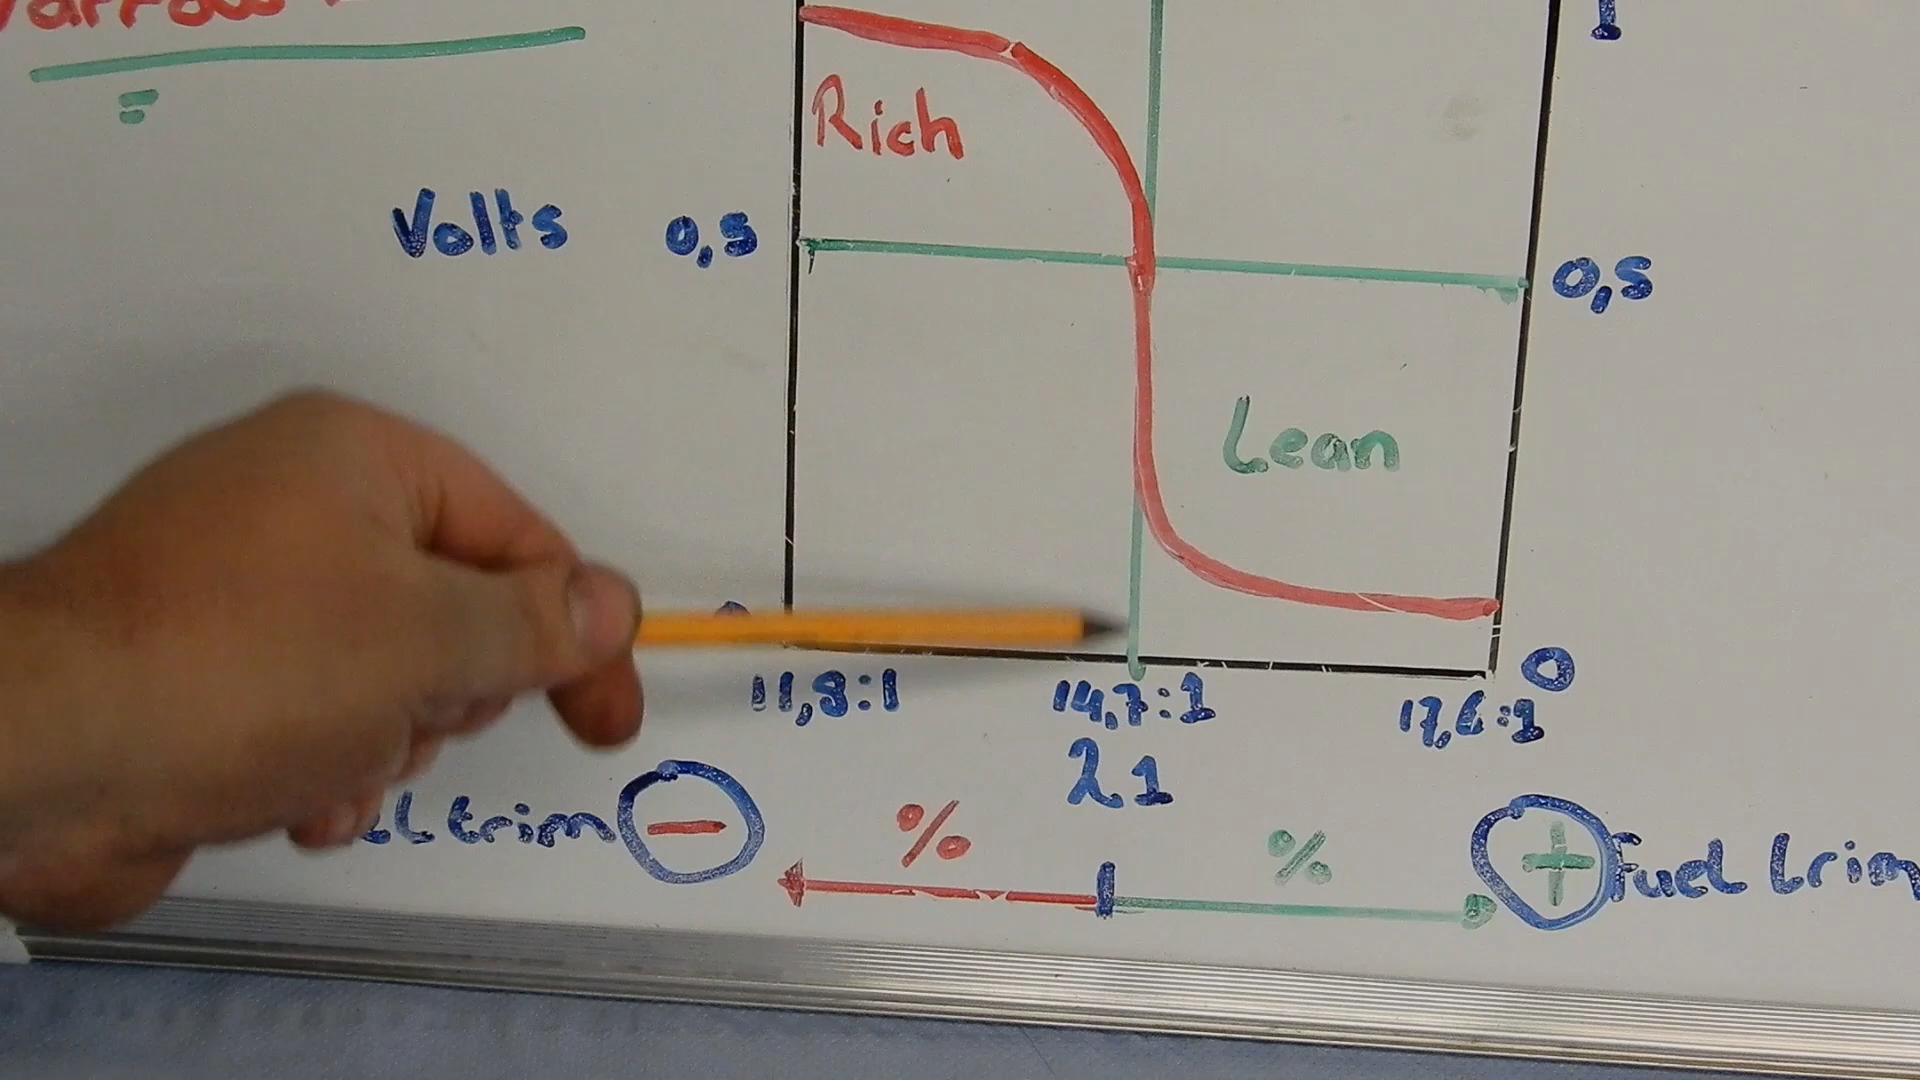 Rich
Volts 0,5 0,5
Lean
0
11,8:1 14,7:1 17,6:1
λ1
trim - % % + Fuel trim